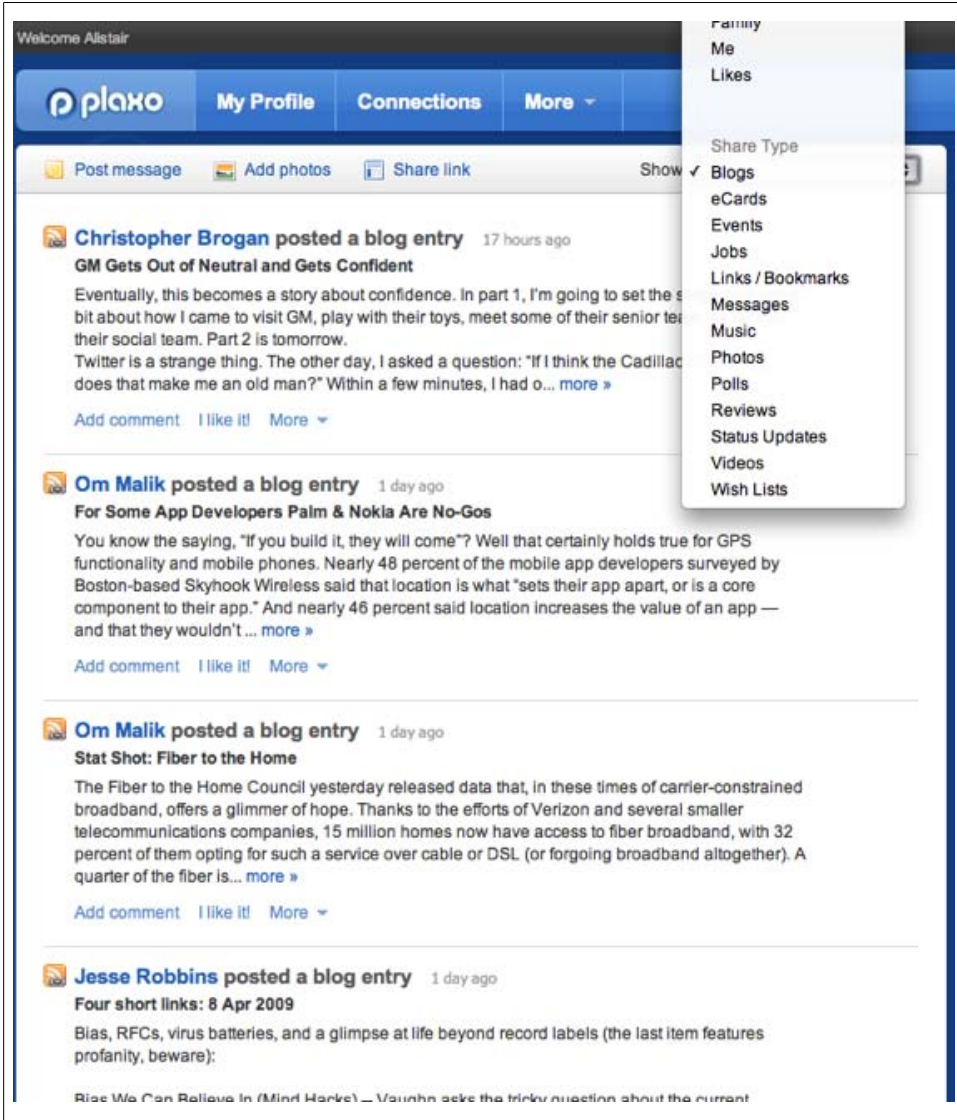 Welcome Alistair
Family
Me
Likes
plaxo
My Profile
Connections
More
Post message
Add photos
Share link
Show
Share Type
✓ Blogs
eCards
Events
Jobs
Links / Bookmarks
Messages
Music
Photos
Polls
Reviews
Status Updates
Videos
Wish Lists
Christopher Brogan posted a blog entry 17 hours ago
GM Gets Out of Neutral and Gets Confident
Eventually, this becomes a story about confidence. In part 1, I'm going to set the
bit about how I came to visit GM, play with their toys, meet some of their senior
their social team. Part 2 is tomorrow.
Twitter is a strange thing. The other day, I asked a question: "If I think the Cadillac
does that make me an old man?" Within a few minutes, I had o... more »
Add comment I like it! More
Om Malik posted a blog entry 1 day ago
For Some App Developers Palm & Nokia Are No-Gos
You know the saying, "If you build it, they will come"? Well that certainly holds true for GPS
functionality and mobile phones. Nearly 48 percent of the mobile app developers surveyed by
Boston-based Skyhook Wireless said that location is what "sets their app apart, or is a core
component to their app." And nearly 46 percent said location increases the value of an app —
and that they wouldn't ... more »
Add comment I like it! More
Om Malik posted a blog entry 1 day ago
Stat Shot: Fiber to the Home
The Fiber to the Home Council yesterday released data that, in these times of carrier-constrained
broadband, offers a glimmer of hope. Thanks to the efforts of Verizon and several smaller
telecommunications companies, 15 million homes now have access to fiber broadband, with 32
percent of them opting for such a service over cable or DSL (or forgoing broadband altogether). A
quarter of the fiber is... more »
Add comment I like it! More
Jesse Robbins posted a blog entry 1 day ago
Four short links: 8 Apr 2009
Bias, RFCs, virus batteries, and a glimpse at life beyond record labels (the last item features
profanity, beware):
Bias We Can Believe In (Mind Hacks) -- Vaughn asks the tricky question about the current